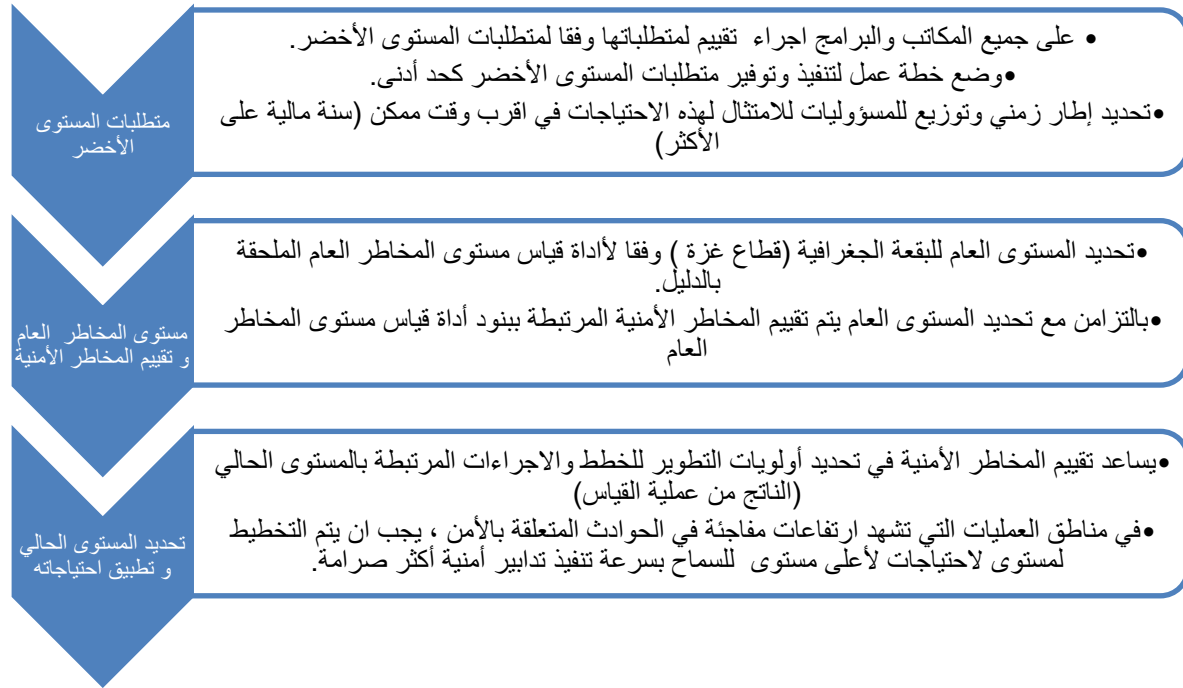 متطلبات المستوى
الأخضر
• على جميع المكاتب والبرامج اجراء تقييم لمتطلباتها وفقا لمتطلبات المستوى الأخضر.
•وضع خطة عمل لتنفيذ وتوفير متطلبات المستوى الأخضر كحد أدنى.
•تحديد إطار زمني وتوزيع للمسؤوليات للامتثال لهذه الاحتياجات في اقرب وقت ممكن (سنة مالية على
الأكثر)
مستوى المخاطر العام
و تقييم المخاطر الأمنية
•تحديد المستوى العام للبقعة الجغرافية (قطاع غزة ) وفقا لأداة قياس مستوى المخاطر العام الملحقة
بالدليل.
•بالتزامن مع تحديد المستوى العام يتم تقييم المخاطر الأمنية المرتبطة ببنود أداة قياس مستوى المخاطر
العام
تحديد المستوى الحالي
و تطبيق احتياجاته
•يساعد تقييم المخاطر الأمنية في تحديد أولويات التطوير للخطط والاجراءات المرتبطة بالمستوى الحالي
(الناتج من عملية القياس)
•في مناطق العمليات التي تشهد ارتفاعات مفاجئة في الحوادث المتعلقة بالأمن ، يجب ان يتم التخطيط
لمستوى لاحتياجات لأعلى مستوى للسماح بسرعة تنفيذ تدابير أمنية أكثر صرامة.